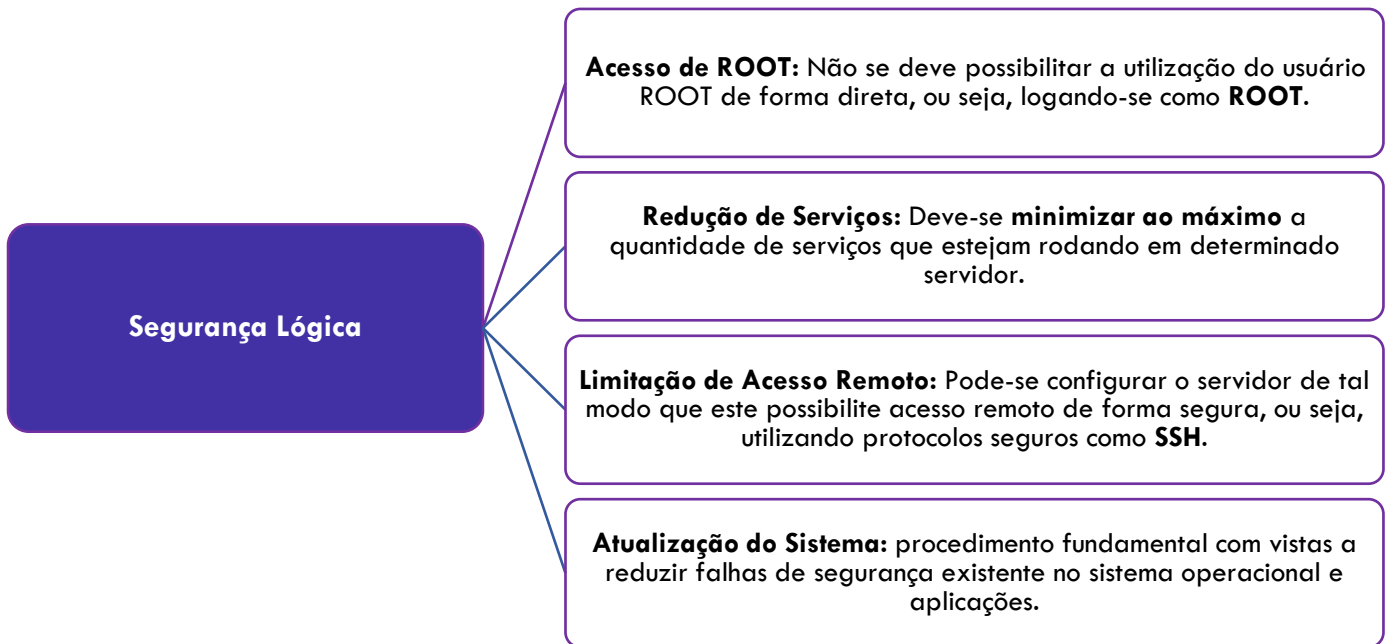 Segurança Lógica
Acesso de ROOT: Não se deve possibilitar a utilização do usuário
ROOT de forma direta, ou seja, logando-se como ROOT.
Redução de Serviços: Deve-se minimizar ao máximo a
quantidade de serviços que estejam rodando em determinado
servidor.
Limitação de Acesso Remoto: Pode-se configurar o servidor de tal
modo que este possibilite acesso remoto de forma segura, ou seja,
utilizando protocolos seguros como SSH.
Atualização do Sistema: procedimento fundamental com vistas a
reduzir falhas de segurança existente no sistema operacional e
aplicações.